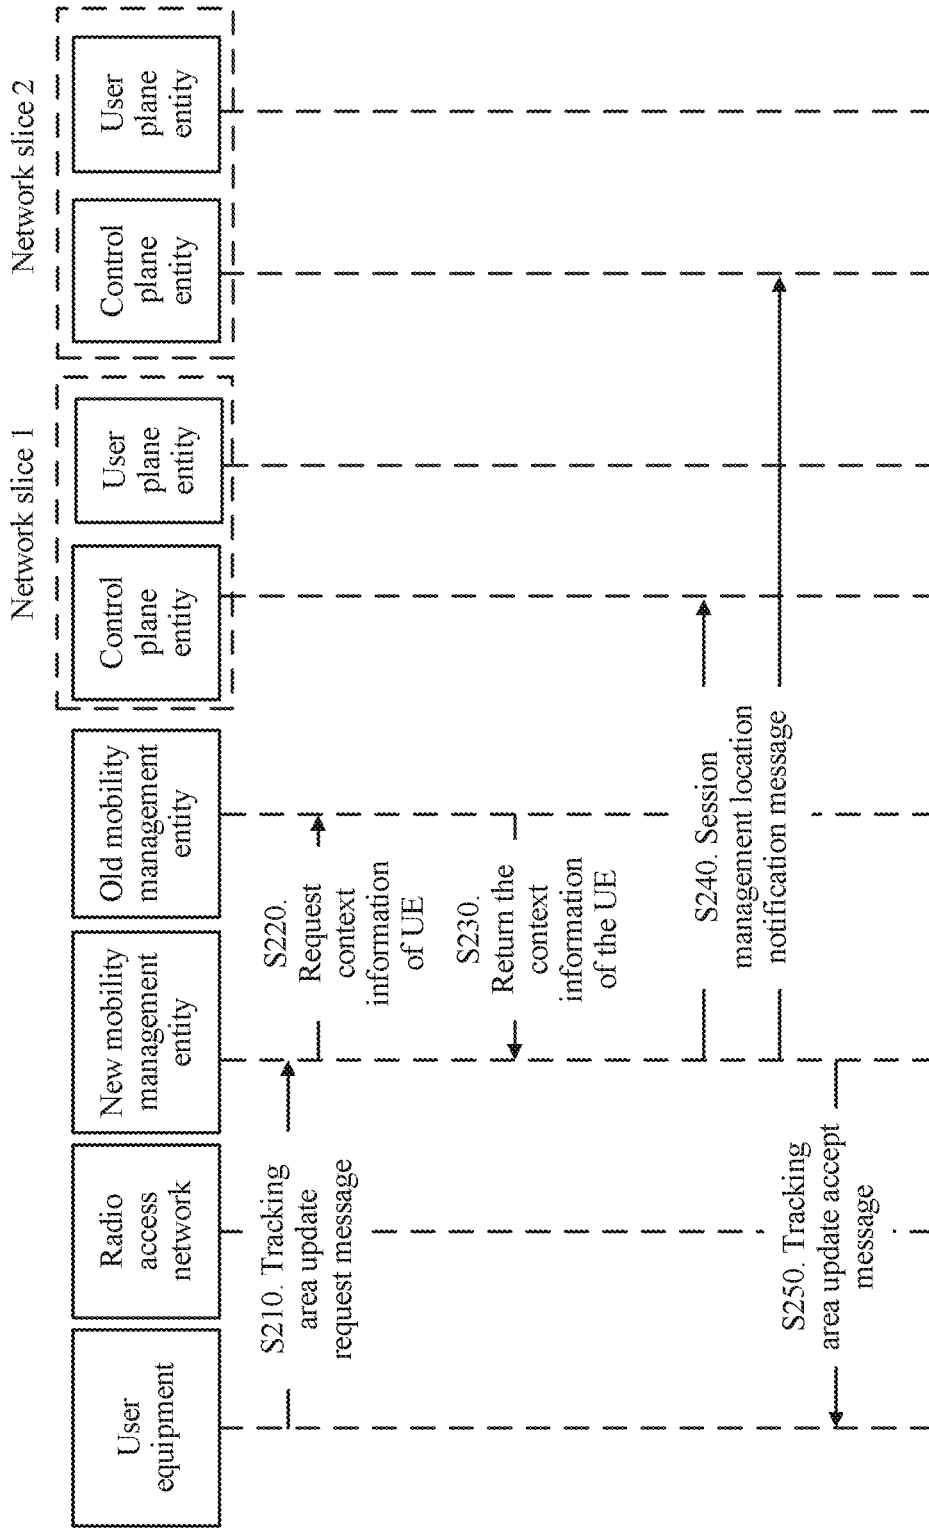 Network slice 1
Network slice 2
User
equipment
Radio
access
network
New mobility
management
entity
Old mobility
management
entity
Control
plane
entity
User
plane
entity
Control
plane
entity
User
plane
entity
S210. Tracking
area update
request message
S220.
Request
context
information
of UE
S230.
Return the
context
information
of the UE
S240. Session
management location
notification message
S250. Tracking
area update accept
message